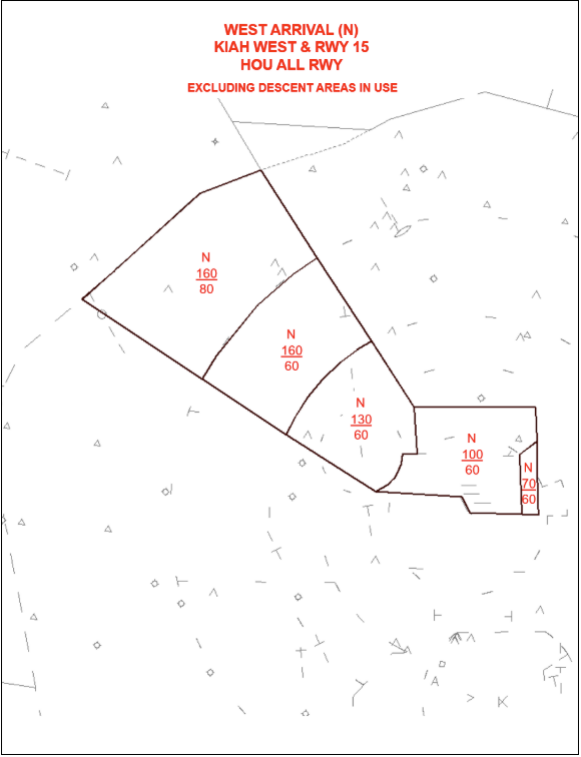 WEST ARRIVAL (N)
KIAH WEST & RWY 15
HOU ALL RWY
EXCLUDING DESCENT AREAS IN USE
N
160
80
N
160
60
N
130
60
N
100
60
N
70
60